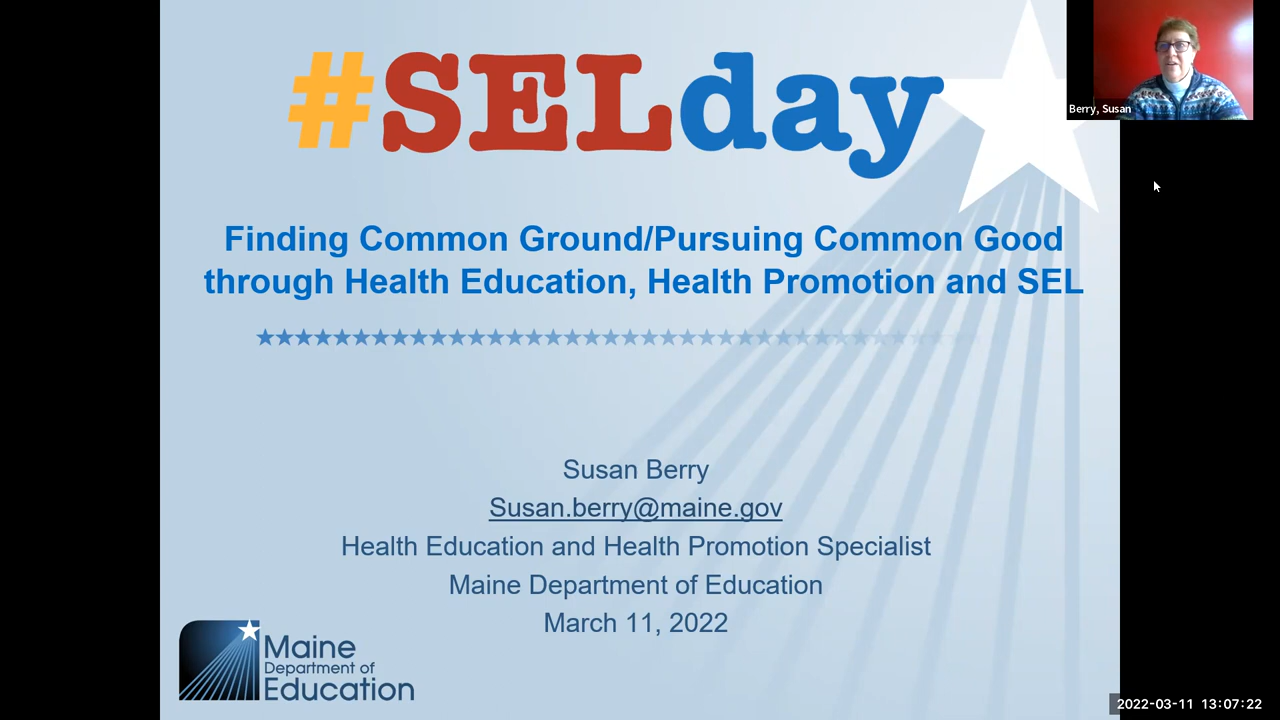 #SELday
Berry, Susan
Finding Common Ground/Pursuing Common Good
through Health Education, Health Promotion and SEL
Susan Berry
Susan.berry@maine.gov
Health Education and Health Promotion Specialist
Maine Department of Education
March 11, 2022
Maine
Department of
Education
2022-03-11 13:07:22